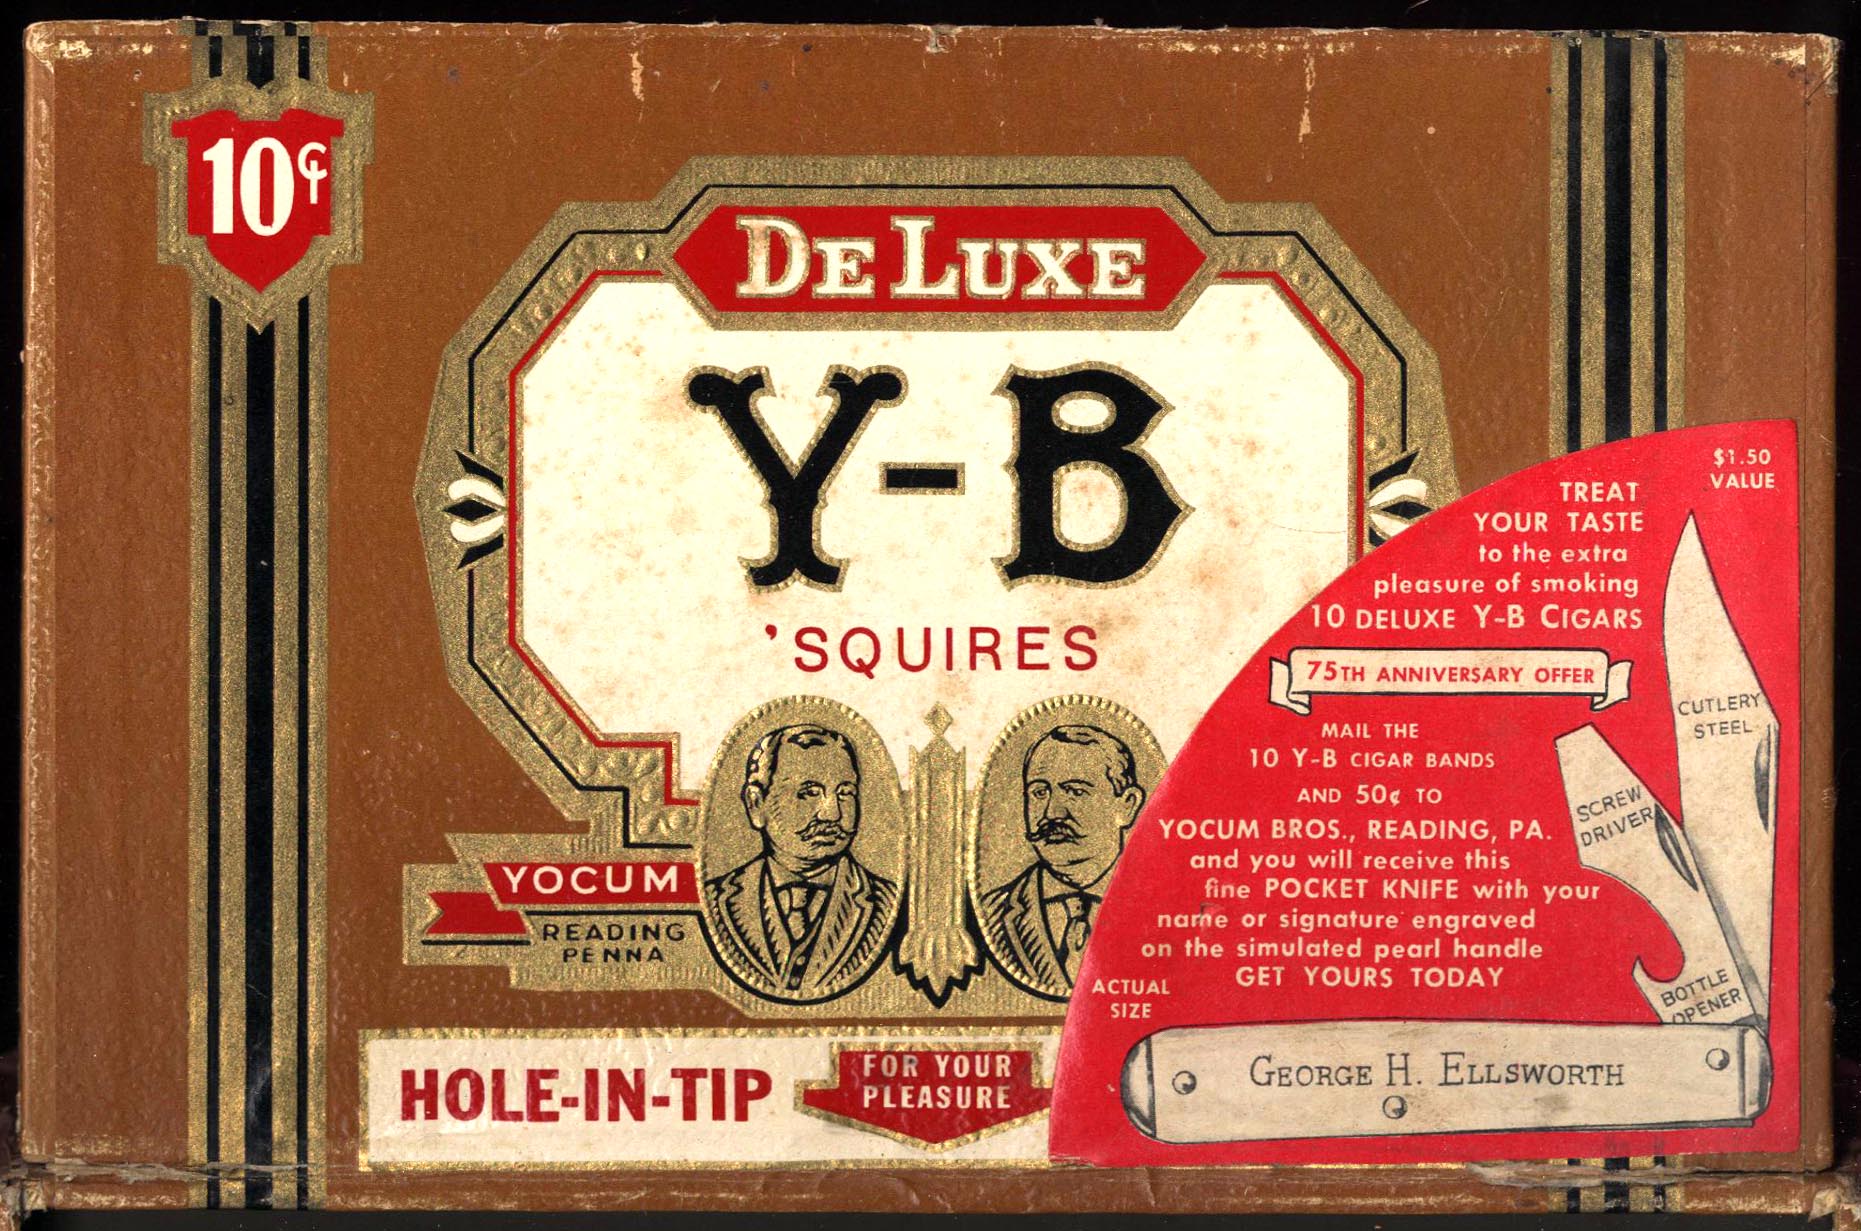 10¢
DELUXE
Y-B
'SQUIRES
YOCUM
READING
PENNA
HOLE-IN-TIP
FOR YOUR
PLEASURE
$1.50
VALUE
TREAT
YOUR TASTE
to the extra
pleasure of smoking
10 DELUXE Y-B CIGARS
75TH ANNIVERSARY OFFER
MAIL THE
10 Y-B CIGAR BANDS
AND 50¢ TO
YOCUM BROS., READING, PA.
and you will receive this
fine POCKET KNIFE with your
name or signature engraved
on the simulated pearl handle
GET YOURS TODAY
ACTUAL
SIZE
CUTLERY
STEEL
SCREW
DRIVER
BOTTLE
OPENER
GEORGE H. ELLSWORTH